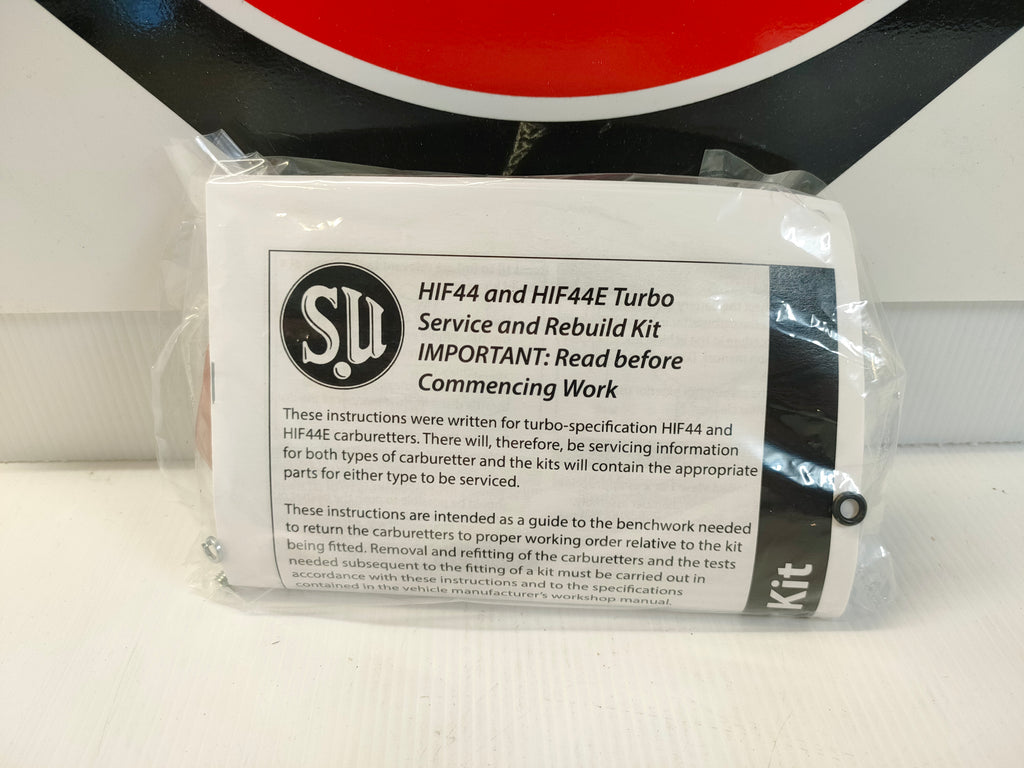 S.U
HIF44 and HIF44E Turbo
Service and Rebuild Kit
IMPORTANT: Read before
Commencing Work
These instructions were written for turbo-specification HIF44 and
HIF44E carburetters. There will, therefore, be servicing information
for both types of carburetter and the kits will contain the appropriate
parts for either type to be serviced.
These instructions are intended as a guide to the benchwork needed
to return the carburetters to proper working order relative to the kit
being fitted. Removal and refitting of the carburetters and the tests
needed subsequent to the fitting of a kit must be carried out in
accordance with these instructions and to the specifications
contained in the vehicle manufacturer's workshop manual.
Kit